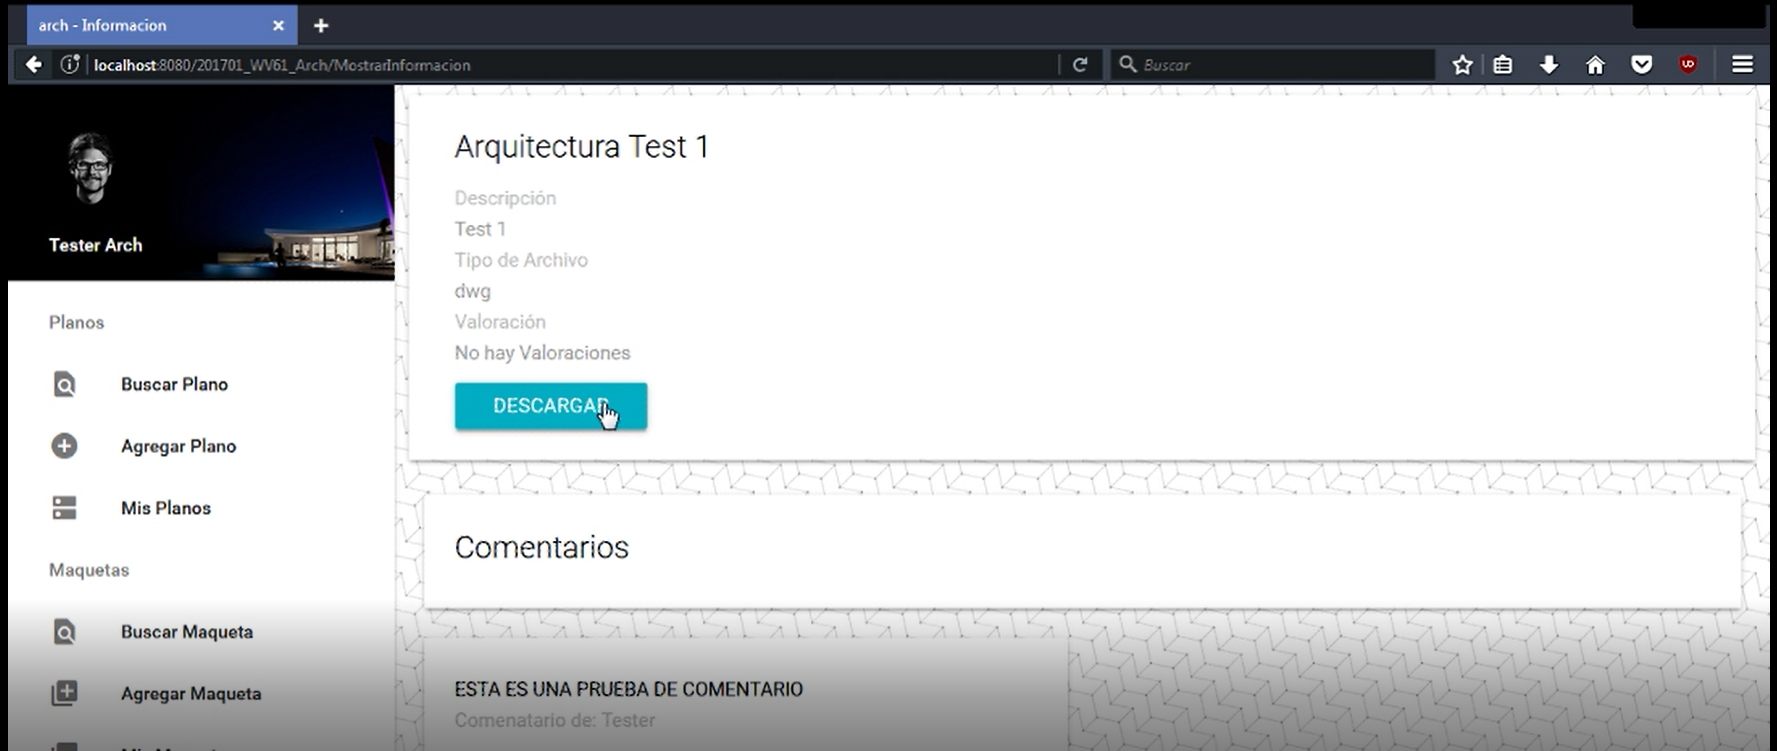 arch - Informacion
localhost:8080/201701_WV61_Arch/MostrarInformacion
Buscar
Tester Arch
Planos
Buscar Plano
Agregar Plano
Mis Planos
Maquetas
Buscar Maqueta
Agregar Maqueta
Arquitectura Test 1
Descripción
Test 1
Tipo de Archivo
dwg
Valoración
No hay Valoraciones
DESCARGAR
Comentarios
ESTA ES UNA PRUEBA DE COMENTARIO
Comenatario de: Tester